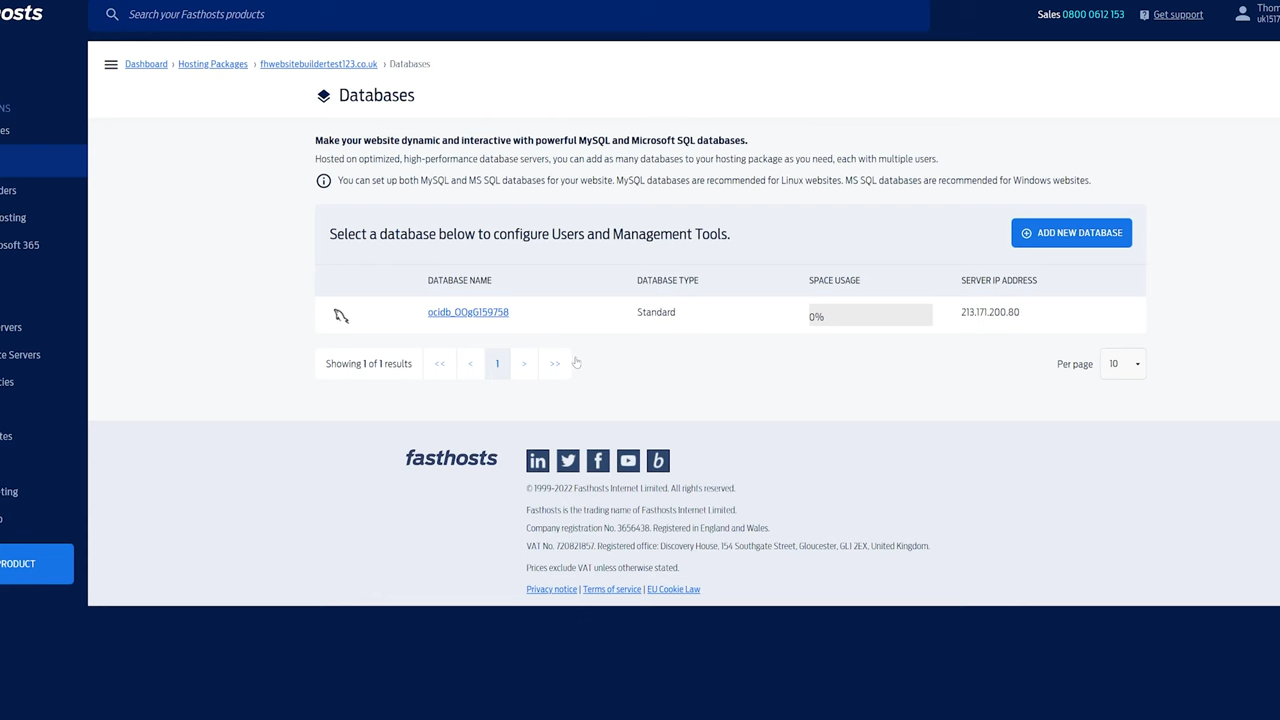 osts
Search your Fasthosts products
Sales 0800 0612 153
Get support
Thom
uk1517
Dashboard › Hosting Packages › fhwebsitebuildertest123.co.uk › Databases
Databases
NS
es
ders
osting
osoft 365
ervers
te Servers
cies
tes
eting
p
PRODUCT
Make your website dynamic and interactive with powerful MySQL and Microsoft SQL databases.
Hosted on optimized, high-performance database servers, you can add as many databases to your hosting package as you need, each with multiple users.
You can set up both MySQL and MS SQL databases for your website. MySQL databases are recommended for Linux websites. MS SQL databases are recommended for Windows websites.
Select a database below to configure Users and Management Tools.
ADD NEW DATABASE
DATABASE NAME DATABASE TYPE SPACE USAGE SERVER IP ADDRESS
ocidb_OOgG159758 Standard 0% 213.171.200.80
Showing 1 of 1 results << < 1 > >> Per page 10
fasthosts
in f b
© 1999-2022 Fasthosts Internet Limited. All rights reserved.
Fasthosts is the trading name of Fasthosts Internet Limited.
Company registration No. 3656438. Registered in England and Wales.
VAT No. 720821857. Registered office: Discovery House, 154 Southgate Street, Gloucester, GL1 2EX, United Kingdom.
Prices exclude VAT unless otherwise stated.
Privacy notice | Terms of service | EU Cookie Law